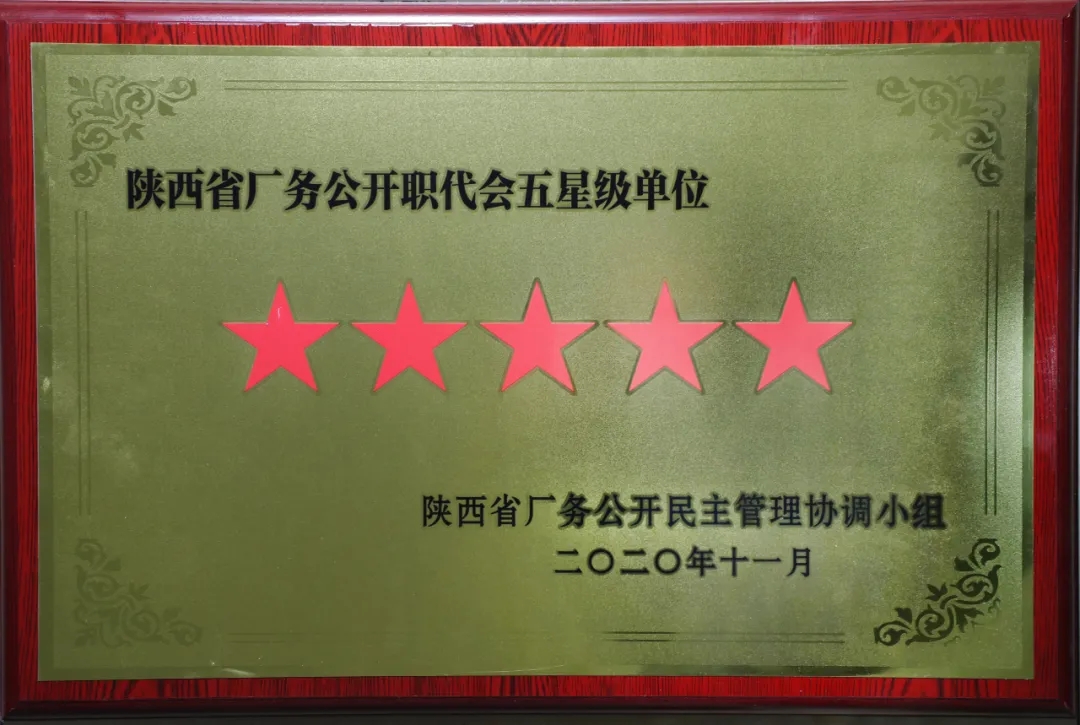 陕西省厂务公开职代会五星级单位
陕西省厂务公开民主管理协调小组
二〇二〇年十一月